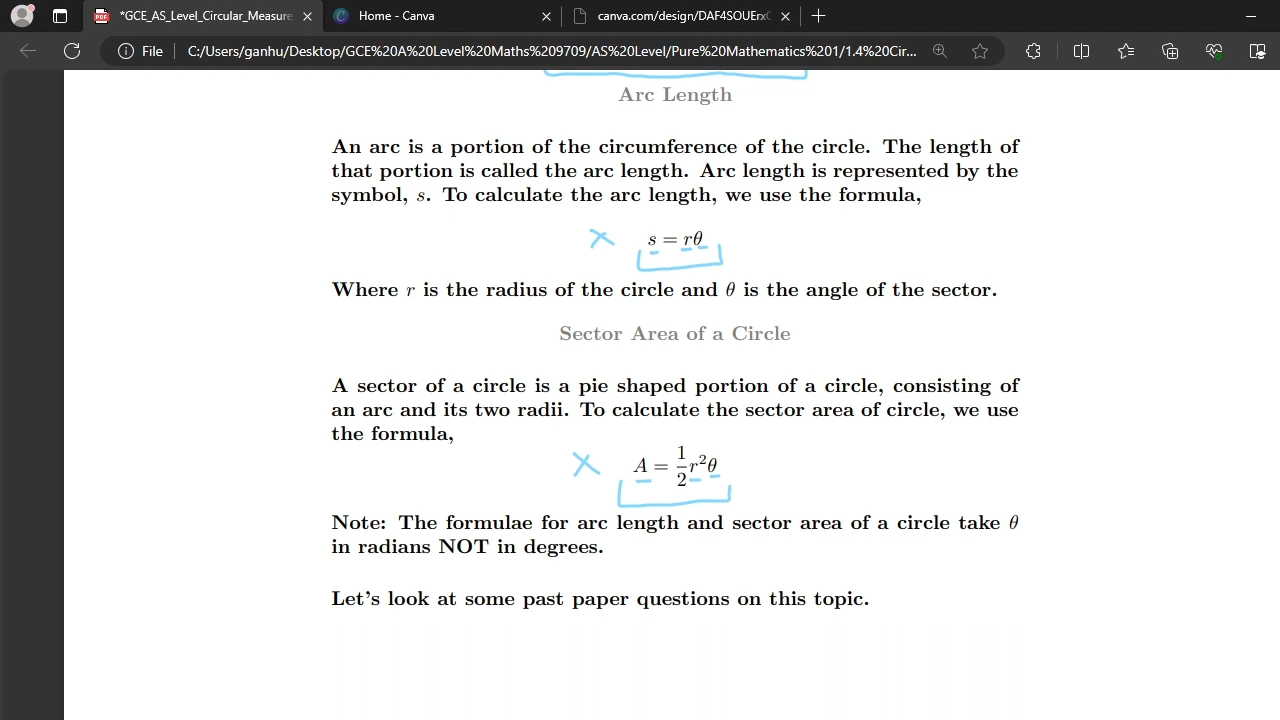 *GCE_AS_Level_Circular_Measure
Home - Canva
canva.com/design/DAF4SOUErx
File
C:/Users/ganhu/Desktop/GCE%20A%20Level%20Maths%209709/AS%20Level/Pure%20Mathematics%201/1.4%20Cir...
Arc Length
An arc is a portion of the circumference of the circle. The length of
that portion is called the arc length. Arc length is represented by the
symbol, s. To calculate the arc length, we use the formula,
s = rθ
Where r is the radius of the circle and θ is the angle of the sector.
Sector Area of a Circle
A sector of a circle is a pie shaped portion of a circle, consisting of
an arc and its two radii. To calculate the sector area of circle, we use
the formula,
A = 1/2 r²θ
Note: The formulae for arc length and sector area of a circle take θ
in radians NOT in degrees.
Let's look at some past paper questions on this topic.